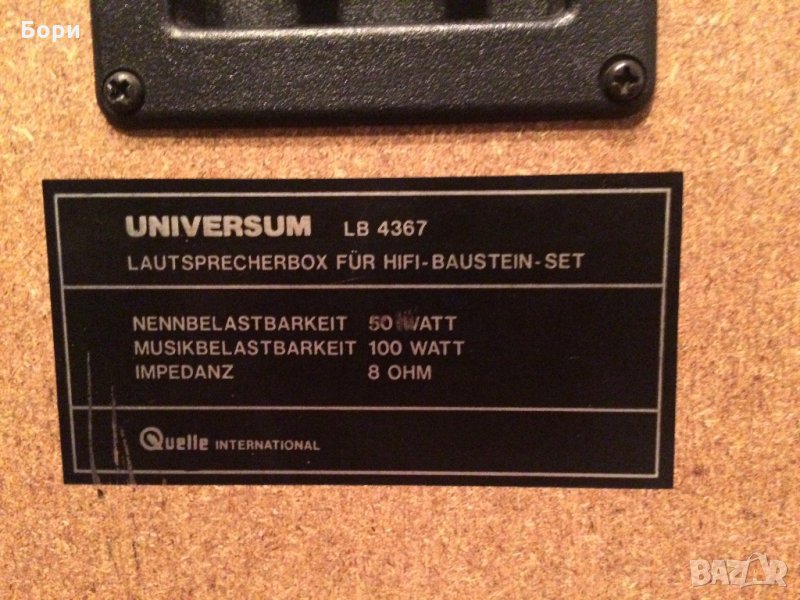 Бори
UNIVERSUM LB 4367
LAUTSPRECHERBOX FÜR HIFI-BAUSTEIN-SET
NENNBELASTBARKEIT 50 WATT
MUSIKBELASTBARKEIT 100 WATT
IMPEDANZ 8 OHM
Quelle INTERNATIONAL
BAZAR